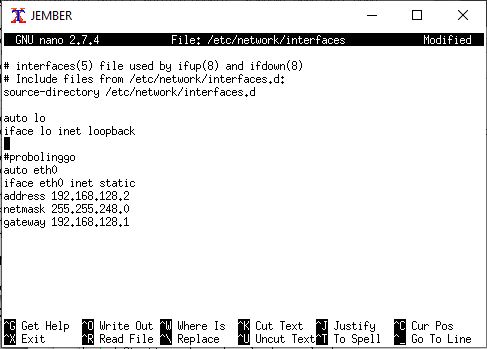 JEMBER
GNU nano 2.7.4 File: /etc/network/interfaces Modified
# interfaces(5) file used by ifup(8) and ifdown(8)
# Include files from /etc/network/interfaces.d:
source-directory /etc/network/interfaces.d
auto lo
iface lo inet loopback
#probolinggo
auto eth0
iface eth0 inet static
address 192.168.128.2
netmask 255.255.248.0
gateway 192.168.128.1
^G Get Help ^O Write Out ^W Where Is ^K Cut Text ^J Justify ^C Cur Pos
^X Exit ^R Read File ^\ Replace ^U Uncut Text ^T To Spell ^_ Go To Line